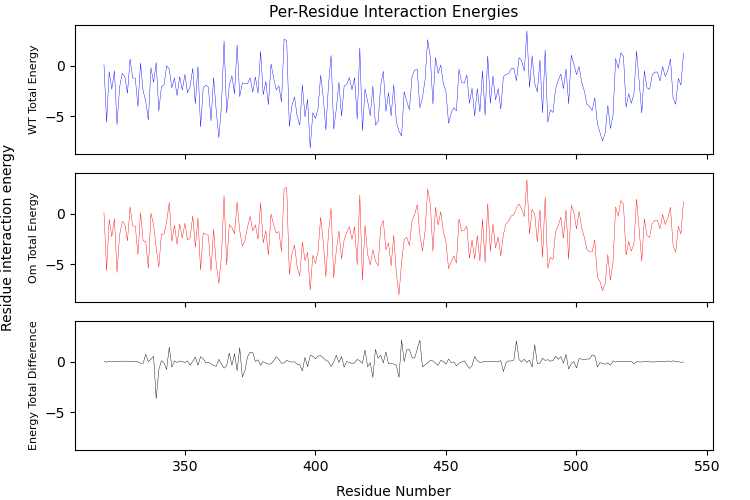 Per-Residue Interaction Energies
Residue interaction energy
WT Total Energy
0
−5
Om Total Energy
0
−5
Energy Total Difference
0
−5
350
400
450
500
550
Residue Number